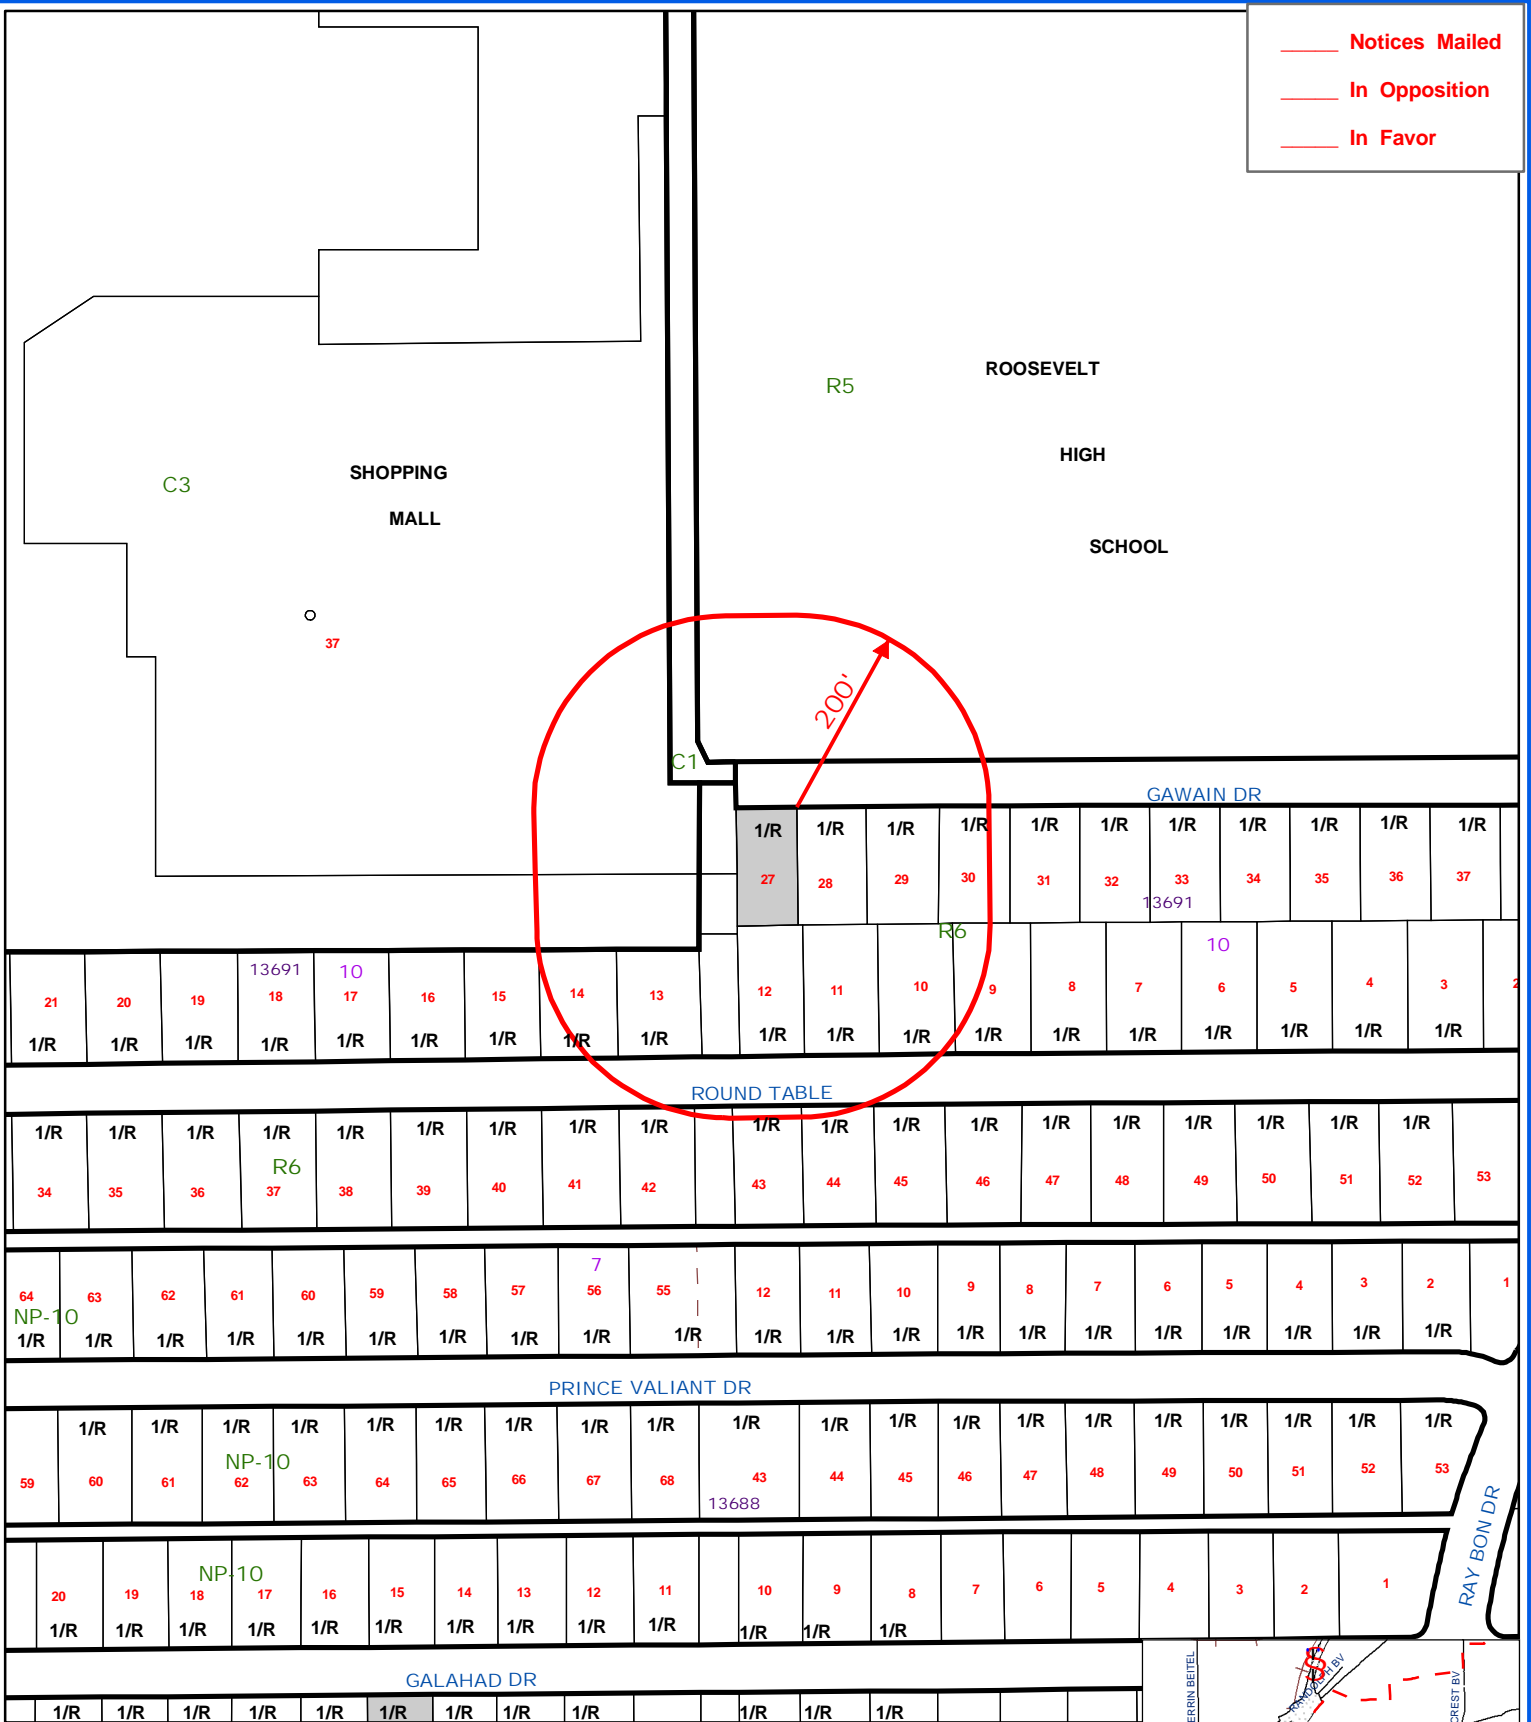 _____ Notices Mailed
_____ In Opposition
_____ In Favor
ROOSEVELT
R5
HIGH
SHOPPING
C3
MALL
SCHOOL
37
200'
C1
GAWAIN DR
1/R 1/R 1/R 1/R 1/R 1/R 1/R 1/R 1/R 1/R 1/R
27 28 29 30 31 32 33 34 35 36 37
13691
R6
10
13691 10
21 20 19 18 17 16 15 14 13 12 11 10 9 8 7 6 5 4 3 2
1/R 1/R 1/R 1/R 1/R 1/R 1/R 1/R 1/R 1/R 1/R 1/R 1/R 1/R 1/R 1/R 1/R 1/R 1/R
ROUND TABLE
1/R 1/R 1/R 1/R 1/R 1/R 1/R 1/R 1/R 1/R 1/R 1/R 1/R 1/R 1/R 1/R 1/R 1/R 1/R
R6
34 35 36 37 38 39 40 41 42 43 44 45 46 47 48 49 50 51 52 53
7
64 63 62 61 60 59 58 57 56 55 12 11 10 9 8 7 6 5 4 3 2 1
NP-10
1/R 1/R 1/R 1/R 1/R 1/R 1/R 1/R 1/R 1/R 1/R 1/R 1/R 1/R 1/R 1/R 1/R 1/R 1/R 1/R 1/R
PRINCE VALIANT DR
1/R 1/R 1/R 1/R 1/R 1/R 1/R 1/R 1/R 1/R 1/R 1/R 1/R 1/R 1/R 1/R 1/R 1/R 1/R 1/R
NP-10
59 60 61 62 63 64 65 66 67 68 43 44 45 46 47 48 49 50 51 52 53
13688
RAY BON DR
NP-10
20 19 18 17 16 15 14 13 12 11 10 9 8 7 6 5 4 3 2 1
1/R 1/R 1/R 1/R 1/R 1/R 1/R 1/R 1/R 1/R 1/R 1/R 1/R
GALAHAD DR
1/R 1/R 1/R 1/R 1/R 1/R 1/R 1/R 1/R 1/R 1/R 1/R
ERRIN BEITEL
RANDOLPH BV
CREST BV